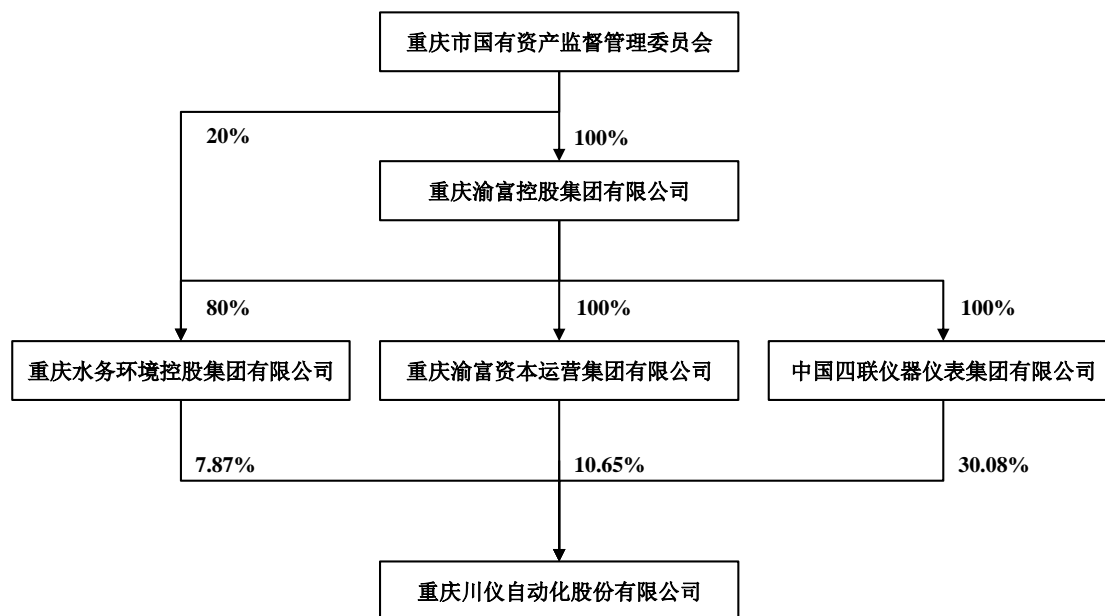 重庆市国有资产监督管理委员会
20%
100%
重庆渝富控股集团有限公司
80%
100%
100%
重庆水务环境控股集团有限公司
重庆渝富资本运营集团有限公司
中国四联仪器仪表集团有限公司
7.87%
10.65%
30.08%
重庆川仪自动化股份有限公司